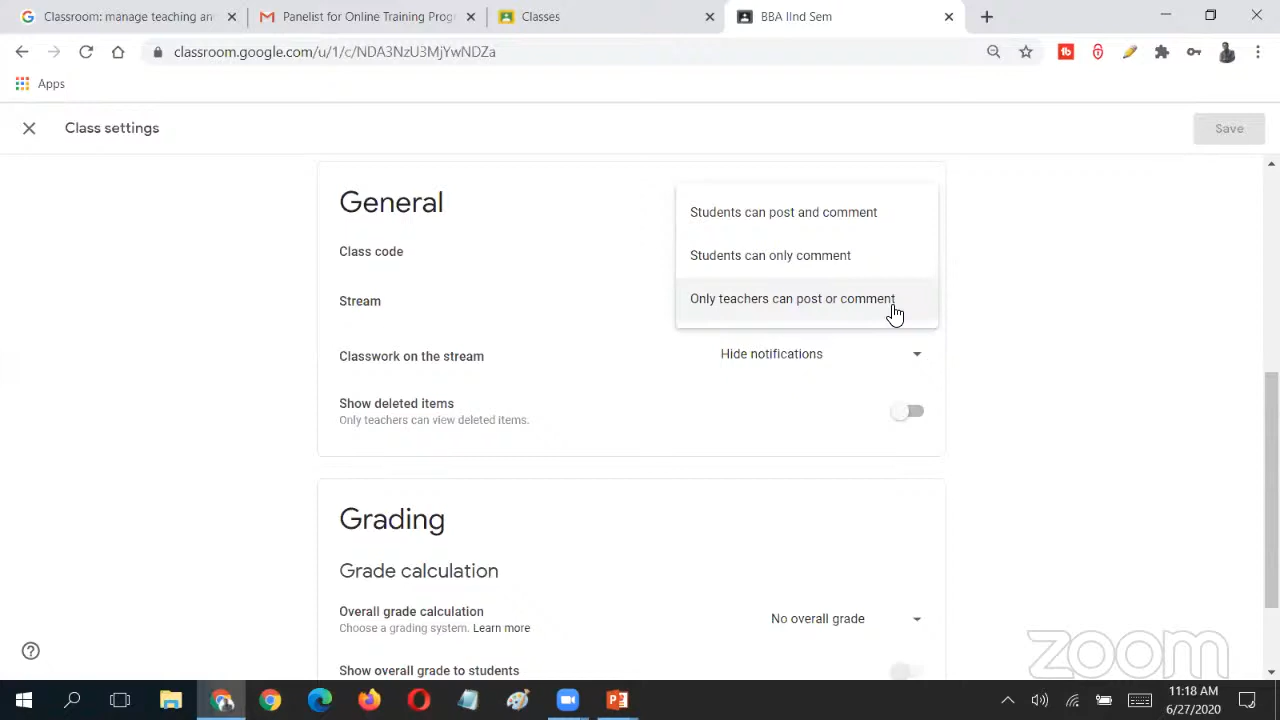 Classroom: manage teaching an
Panelist for Online Training Prog
Classes
BBA IInd Sem
classroom.google.com/u/1/c/NDA3NzU3MjYwNDZa
Apps
Class settings
Save
General
Students can post and comment
Class code
Students can only comment
Stream
Only teachers can post or comment
Classwork on the stream
Hide notifications
Show deleted items
Only teachers can view deleted items.
Grading
Grade calculation
Overall grade calculation
No overall grade
Choose a grading system. Learn more
Show overall grade to students
zoom
11:18 AM
6/27/2020